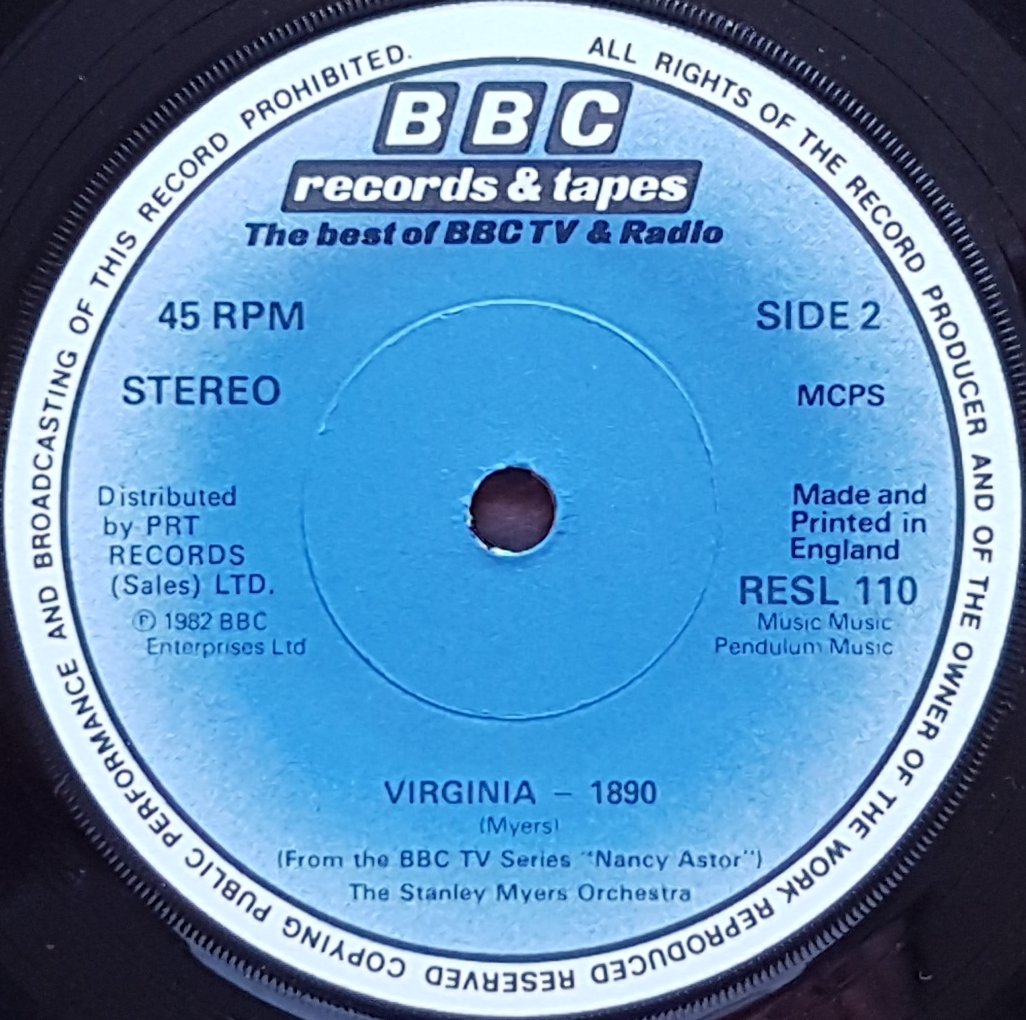 ALL RIGHTS OF THE RECORD PRODUCER AND OF THE OWNER OF THE WORK REPRODUCED RESERVED COPYING PUBLIC PERFORMANCE AND BROADCASTING OF THIS RECORD PROHIBITED.
BBC
records & tapes
The best of BBC TV & Radio
45 RPM
SIDE 2
STEREO
MCPS
Distributed
by PRT
RECORDS
(Sales) LTD.
℗ 1982 BBC
Enterprises Ltd
Made and
Printed in
England
RESL 110
Music Music
Pendulum Music
VIRGINIA – 1890
(Myers)
(From the BBC TV Series "Nancy Astor")
The Stanley Myers Orchestra